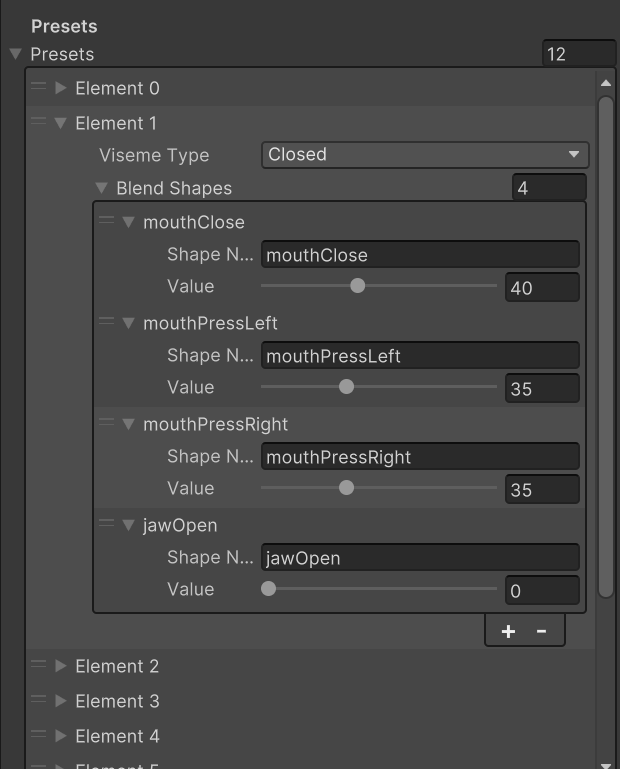 Presets
Presets 12
Element 0
Element 1
Viseme Type Closed
Blend Shapes 4
mouthClose
Shape N... mouthClose
Value 40
mouthPressLeft
Shape N... mouthPressLeft
Value 35
mouthPressRight
Shape N... mouthPressRight
Value 35
jawOpen
Shape N... jawOpen
Value 0
+ -
Element 2
Element 3
Element 4
Element 5